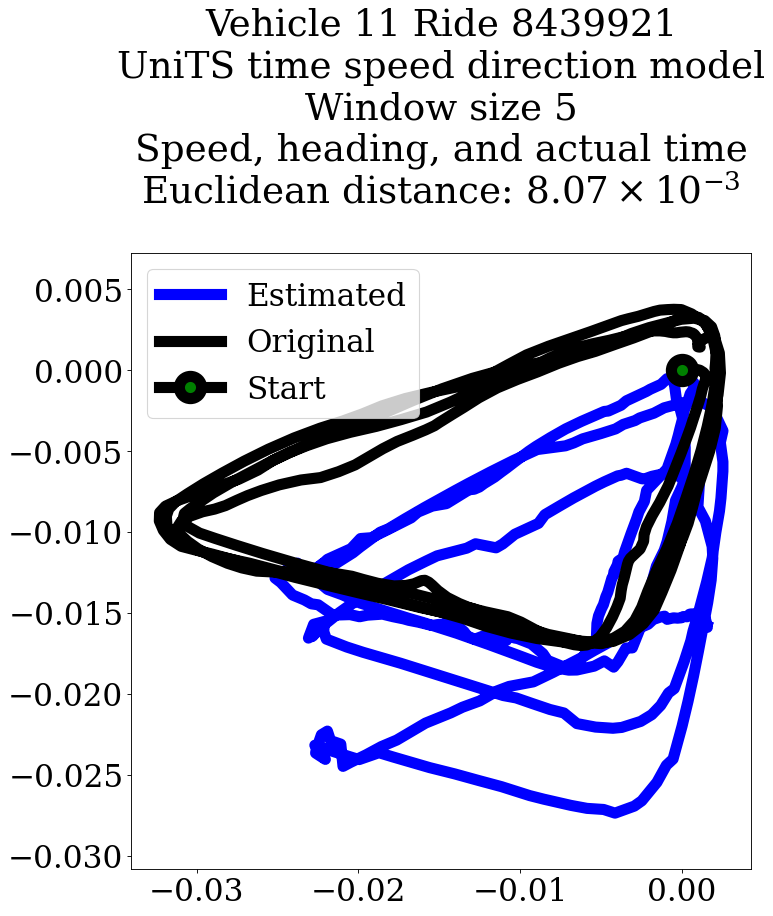 Vehicle 11 Ride 8439921
UniTS time speed direction model
Window size 5
Speed, heading, and actual time
Euclidean distance: 8.07 × 10⁻³
Estimated
Original
Start
0.005
0.000
−0.005
−0.010
−0.015
−0.020
−0.025
−0.030
−0.03 −0.02 −0.01 0.00